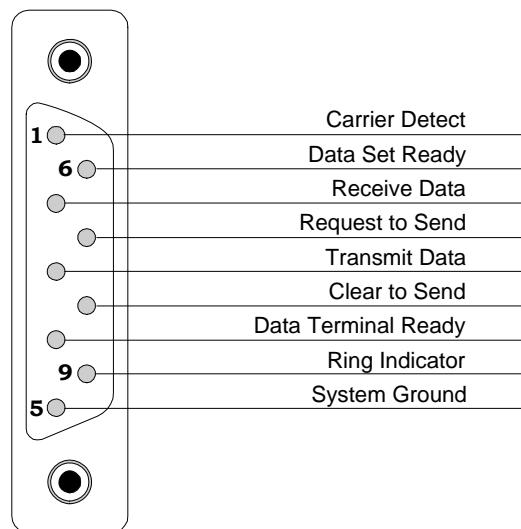 Carrier Detect
1
Data Set Ready
6
Receive Data
Request to Send
Transmit Data
Clear to Send
Data Terminal Ready
Ring Indicator
9
System Ground
5